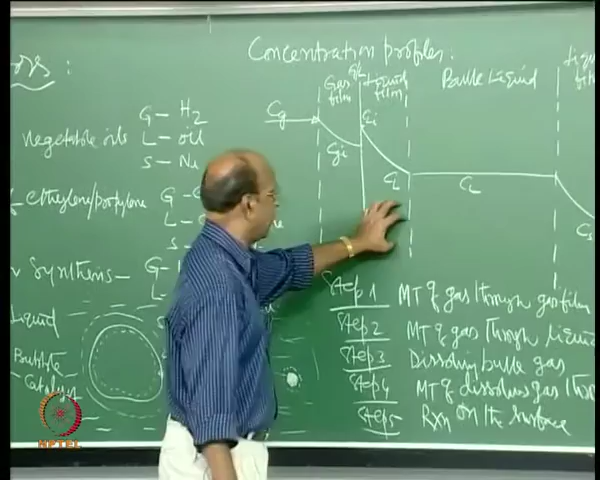 Concentration profiles:
Gas film
G/L
Liquid film
Bulk Liquid
Cg
Cgi
CL
CL
Cs
ors:
vegetable oils
G - H2
L - oil
S - Ni
ethylene/propylene
G -
L -
S -
Synthesis -
G -
L
Liquid
Bubble
Catalyst
Step 1 MT of gas through gas film
Step 2 MT of gas through liquid
Step 3 Dissolving bulk gas
Step 4 MT of dissolved gas
Step 5 Rxn on the surface
NPTEL